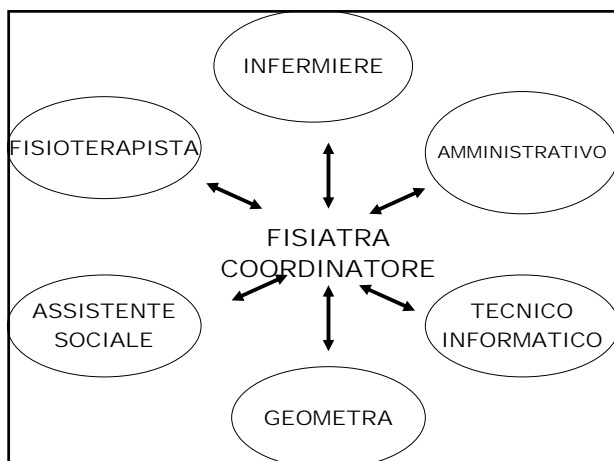 INFERMIERE
FISIOTERAPISTA
AMMINISTRATIVO
FISIATRA
COORDINATORE
ASSISTENTE
SOCIALE
TECNICO
INFORMATICO
GEOMETRA